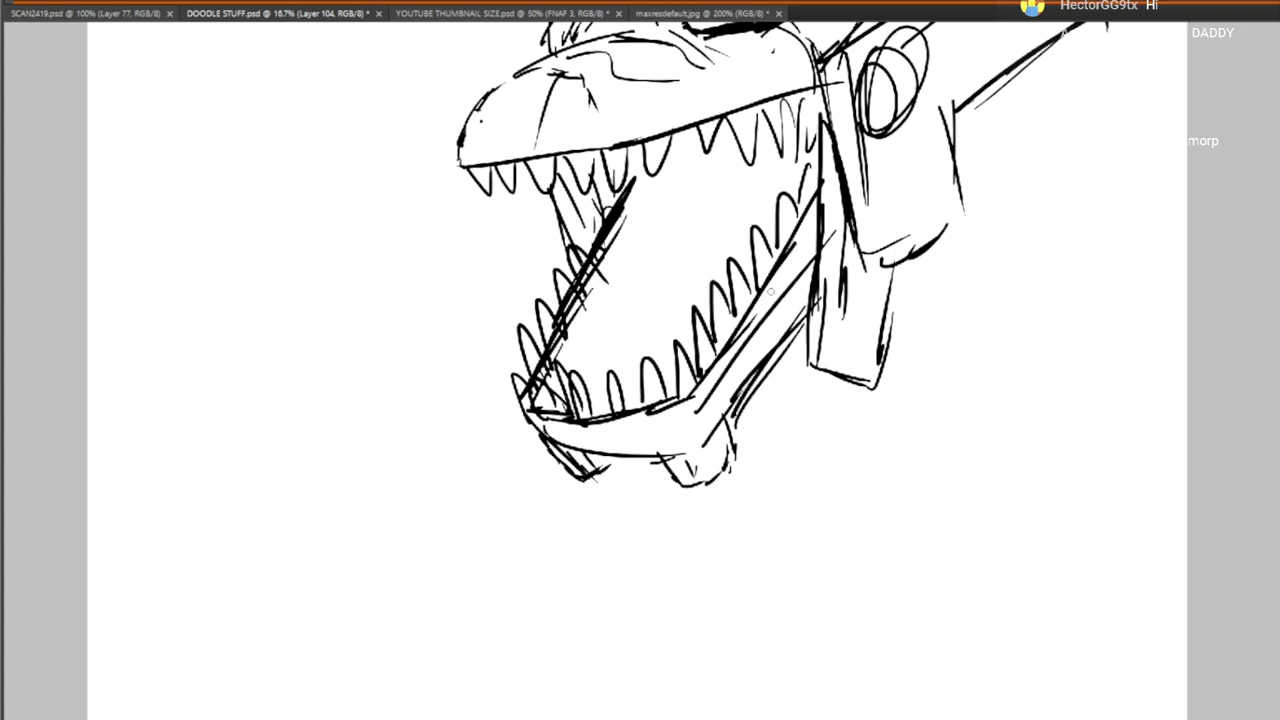 HectorGG9tx Hi
SCAN2419.psd @ 100% (Layer 77, RGB/8) × DOODLE STUFF.psd @ 16.7% (Layer 104, RGB/8) * × YOUTUBE THUMBNAIL SIZE.psd @ 50% (FNAF 3, RGB/8) * × maxresdefault.jpg @ 200% (RGB/8) * ×
DADDY
morp